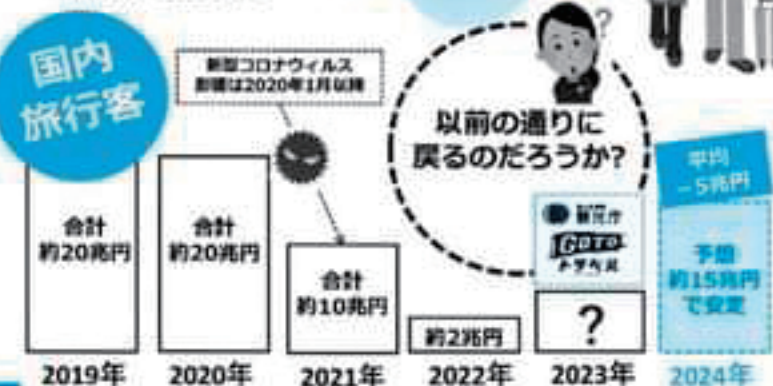 国内
旅行客
新型コロナウィルス
影響は2020年1月以降
?
以前の通りに
戻るのだろうか?
合計
約20兆円
合計
約20兆円
合計
約10兆円
約2兆円
観光庁
GOTO
トラベル
?
平均
-5兆円
予想
約15兆円
で安定
2019年
2020年
2021年
2022年
2023年
2024年